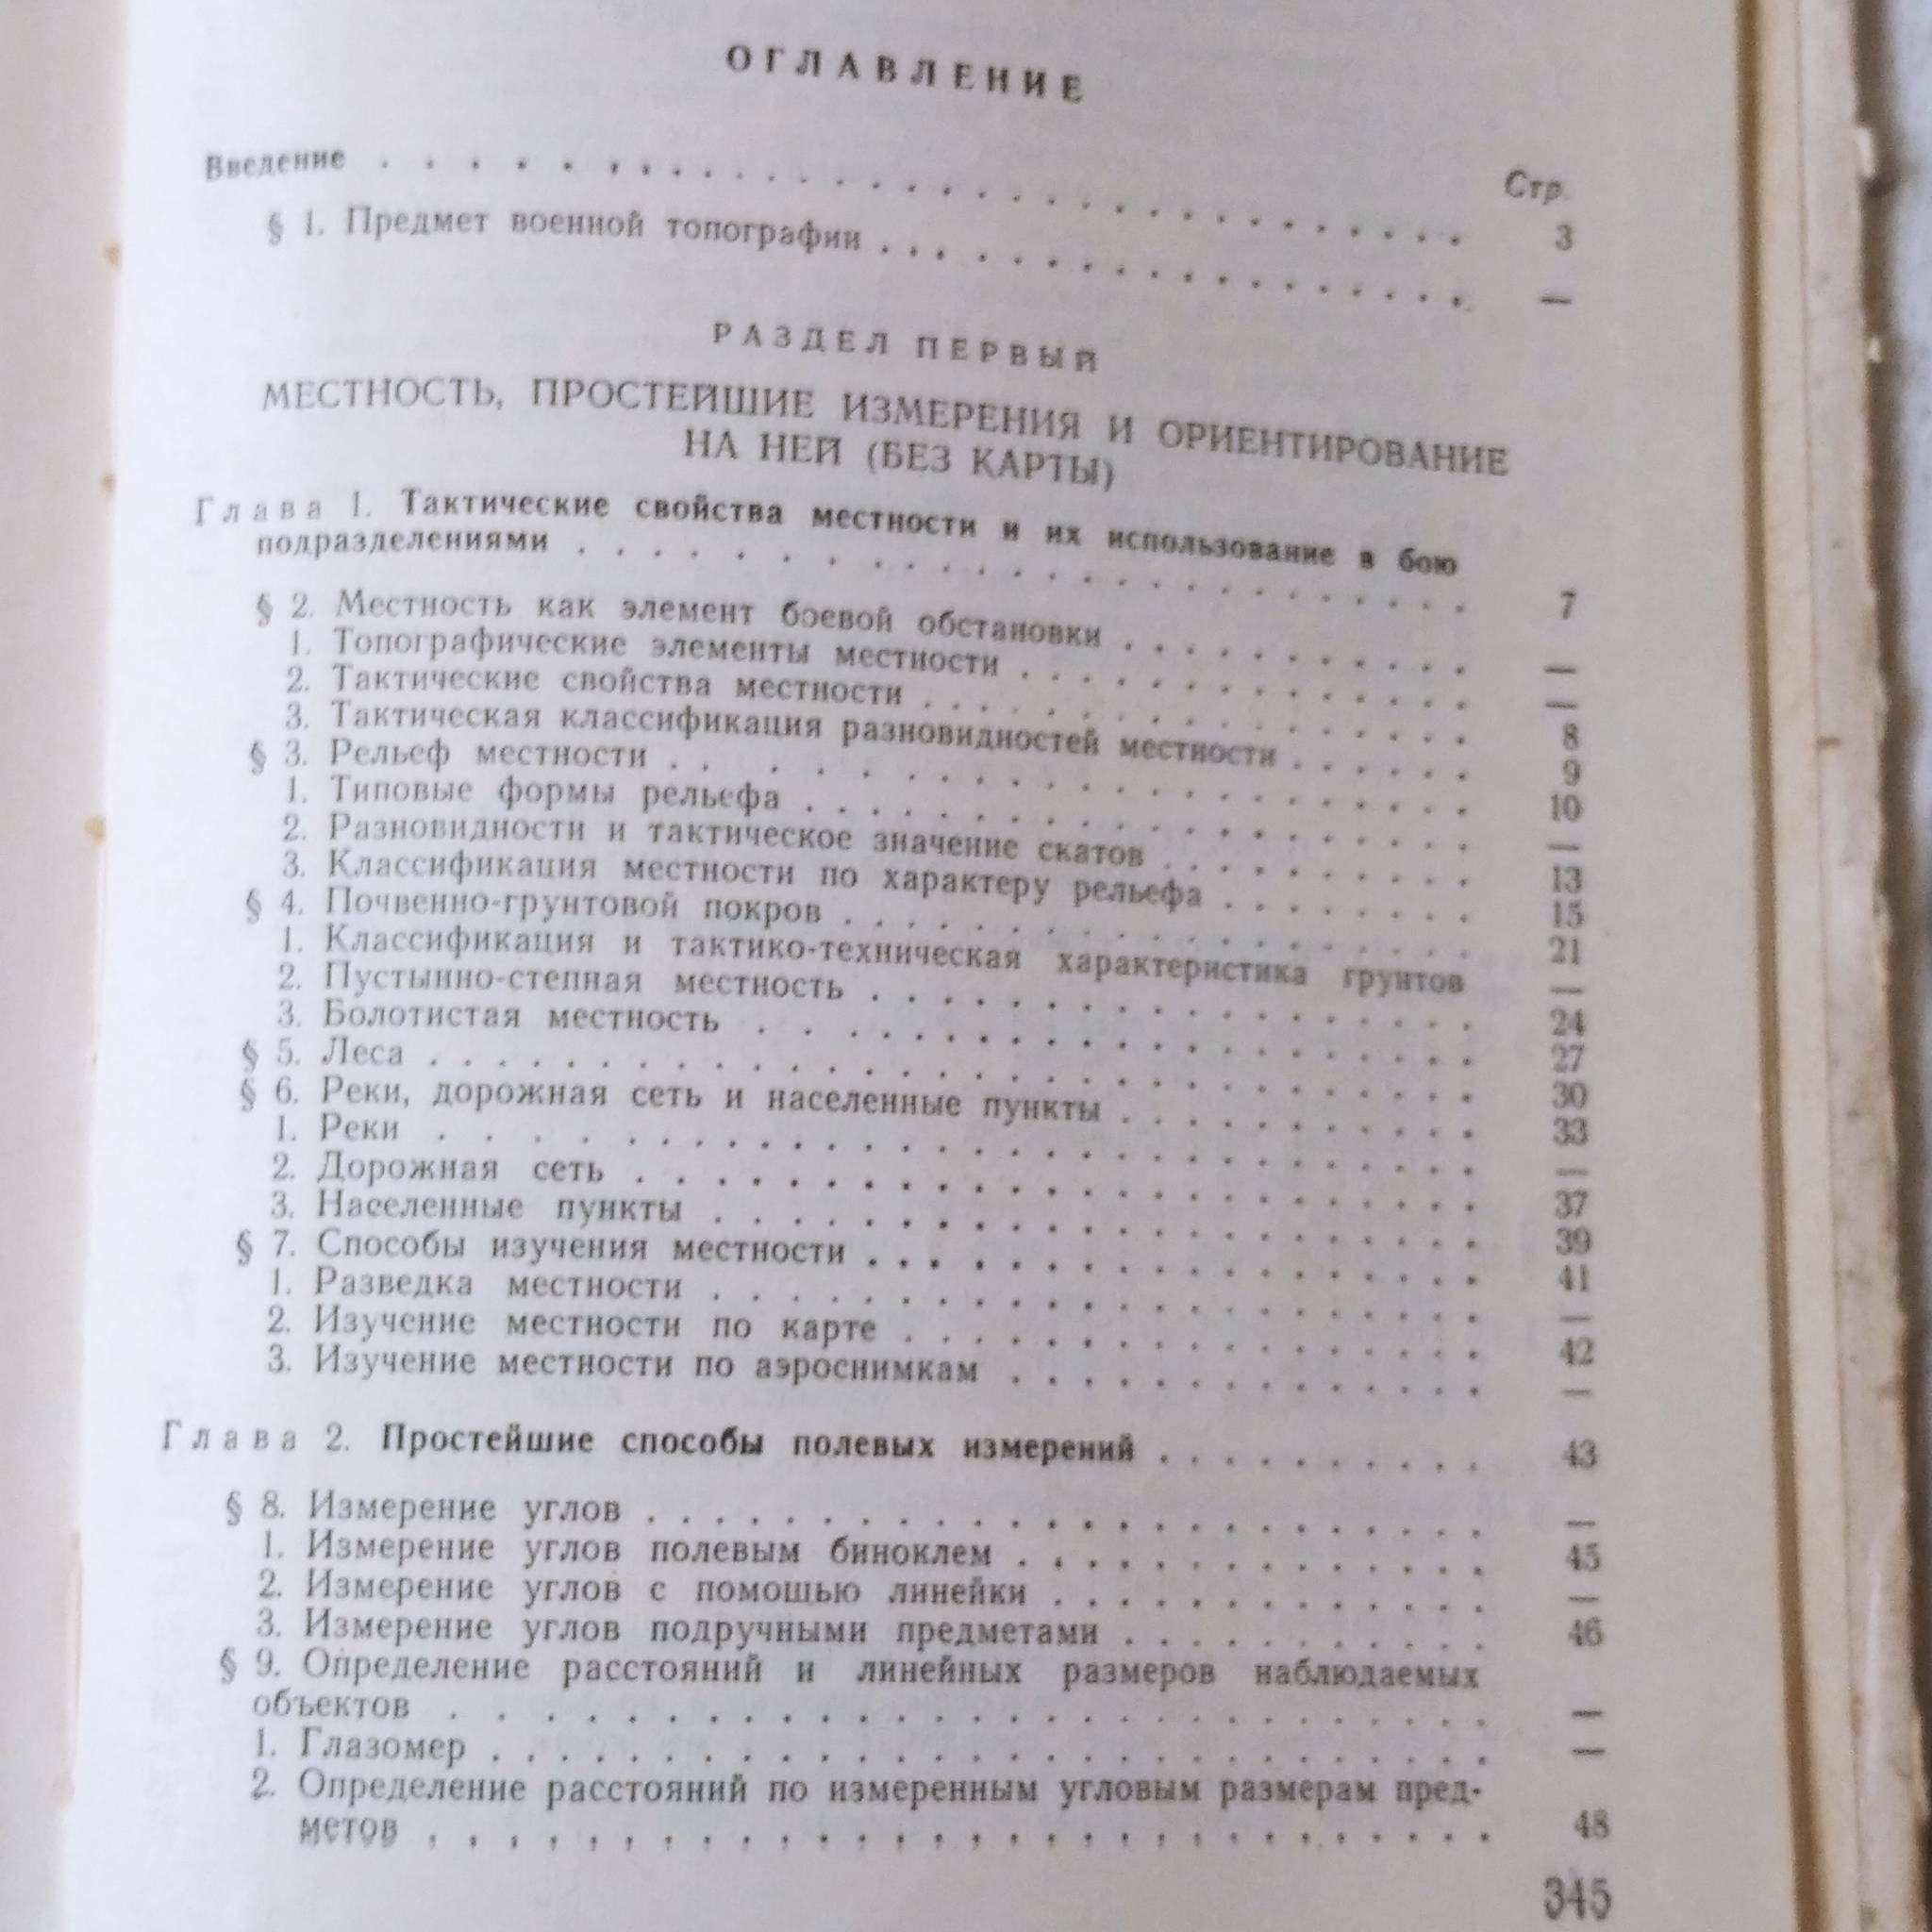 ОГЛАВЛЕНИЕ
Стр.
Введение . . . . . . . . . . . . . . . . . . . . . . . . 3
§ 1. Предмет военной топографии . . . . . . . . . . . . . . . —
РАЗДЕЛ ПЕРВЫЙ
МЕСТНОСТЬ, ПРОСТЕЙШИЕ ИЗМЕРЕНИЯ И ОРИЕНТИРОВАНИЕ
НА НЕЙ (БЕЗ КАРТЫ)
Глава 1. Тактические свойства местности и их использование в бою
подразделениями . . . . . . . . . . . . . . . . . . . . 7
§ 2. Местность как элемент боевой обстановки . . . . . . . . . . —
1. Топографические элементы местности . . . . . . . . . . . . —
2. Тактические свойства местности . . . . . . . . . . . . . . 8
3. Тактическая классификация разновидностей местности . . . . . . 9
§ 3. Рельеф местности . . . . . . . . . . . . . . . . . . . 10
1. Типовые формы рельефа . . . . . . . . . . . . . . . . . —
2. Разновидности и тактическое значение скатов . . . . . . . . . 13
3. Классификация местности по характеру рельефа . . . . . . . . 15
§ 4. Почвенно-грунтовой покров . . . . . . . . . . . . . . . . 21
1. Классификация и тактико-техническая характеристика грунтов —
2. Пустынно-степная местность . . . . . . . . . . . . . . . . 24
3. Болотистая местность . . . . . . . . . . . . . . . . . . 27
§ 5. Леса . . . . . . . . . . . . . . . . . . . . . . . . . 30
§ 6. Реки, дорожная сеть и населенные пункты . . . . . . . . . . 33
1. Реки . . . . . . . . . . . . . . . . . . . . . . . . . —
2. Дорожная сеть . . . . . . . . . . . . . . . . . . . . . 37
3. Населенные пункты . . . . . . . . . . . . . . . . . . . 39
§ 7. Способы изучения местности . . . . . . . . . . . . . . . 41
1. Разведка местности . . . . . . . . . . . . . . . . . . . —
2. Изучение местности по карте . . . . . . . . . . . . . . . 42
3. Изучение местности по аэроснимкам . . . . . . . . . . . . . —
Глава 2. Простейшие способы полевых измерений . . . . . . . . . 43
§ 8. Измерение углов . . . . . . . . . . . . . . . . . . . . —
1. Измерение углов полевым биноклем . . . . . . . . . . . . . 45
2. Измерение углов с помощью линейки . . . . . . . . . . . . —
3. Измерение углов подручными предметами . . . . . . . . . . 46
§ 9. Определение расстояний и линейных размеров наблюдаемых
объектов . . . . . . . . . . . . . . . . . . . . . . . —
1. Глазомер . . . . . . . . . . . . . . . . . . . . . . . —
2. Определение расстояний по измеренным угловым размерам пред-
метов . . . . . . . . . . . . . . . . . . . . . . . . 48
345